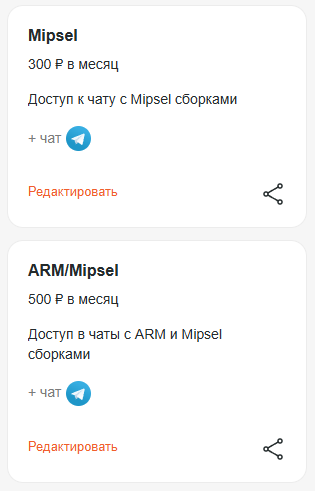 Mipsel
300 ₽ в месяц
Доступ к чату с Mipsel сборками
+ чат
Редактировать
ARM/Mipsel
500 ₽ в месяц
Доступ в чаты с ARM и Mipsel
сборками
+ чат
Редактировать